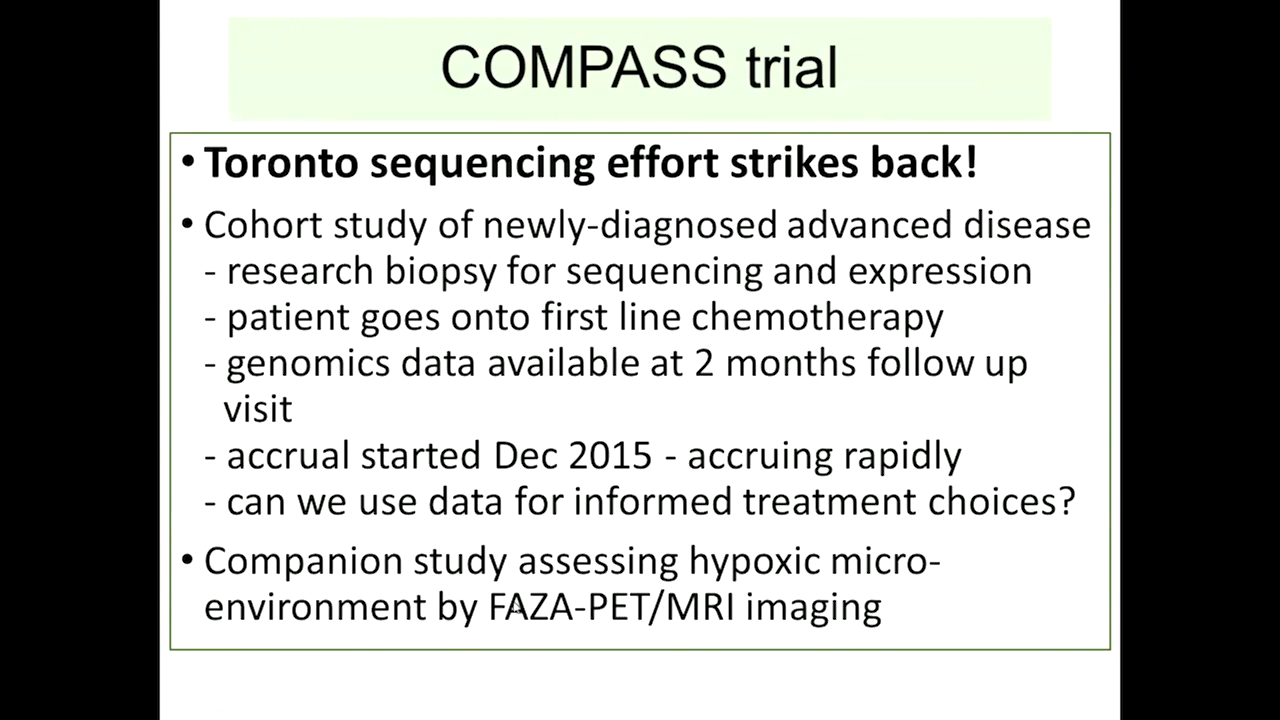 COMPASS trial
• Toronto sequencing effort strikes back!
• Cohort study of newly-diagnosed advanced disease
- research biopsy for sequencing and expression
- patient goes onto first line chemotherapy
- genomics data available at 2 months follow up
visit
- accrual started Dec 2015 - accruing rapidly
- can we use data for informed treatment choices?
• Companion study assessing hypoxic micro-
environment by FAZA-PET/MRI imaging